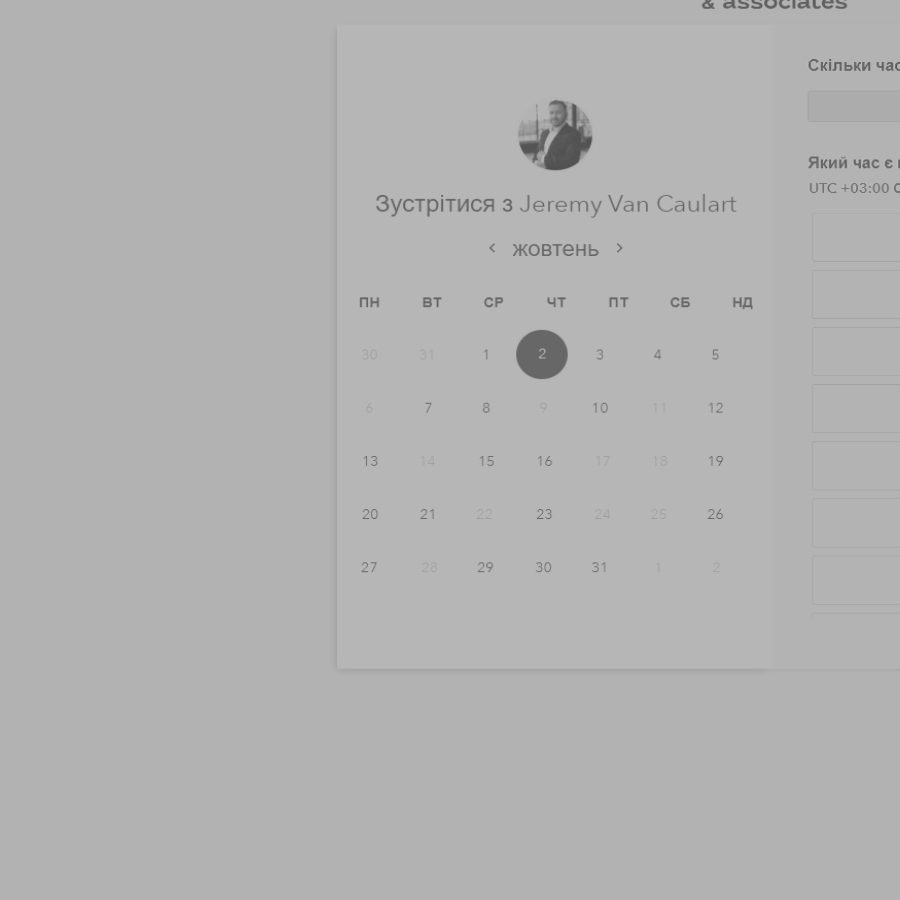 & associates
Зустрітися з Jeremy Van Caulart
жовтень
ПН ВТ СР ЧТ ПТ СБ НД
30 31 1 2 3 4 5
6 7 8 9 10 11 12
13 14 15 16 17 18 19
20 21 22 23 24 25 26
27 28 29 30 31 1 2
Скільки час
Який час є
UTC +03:00